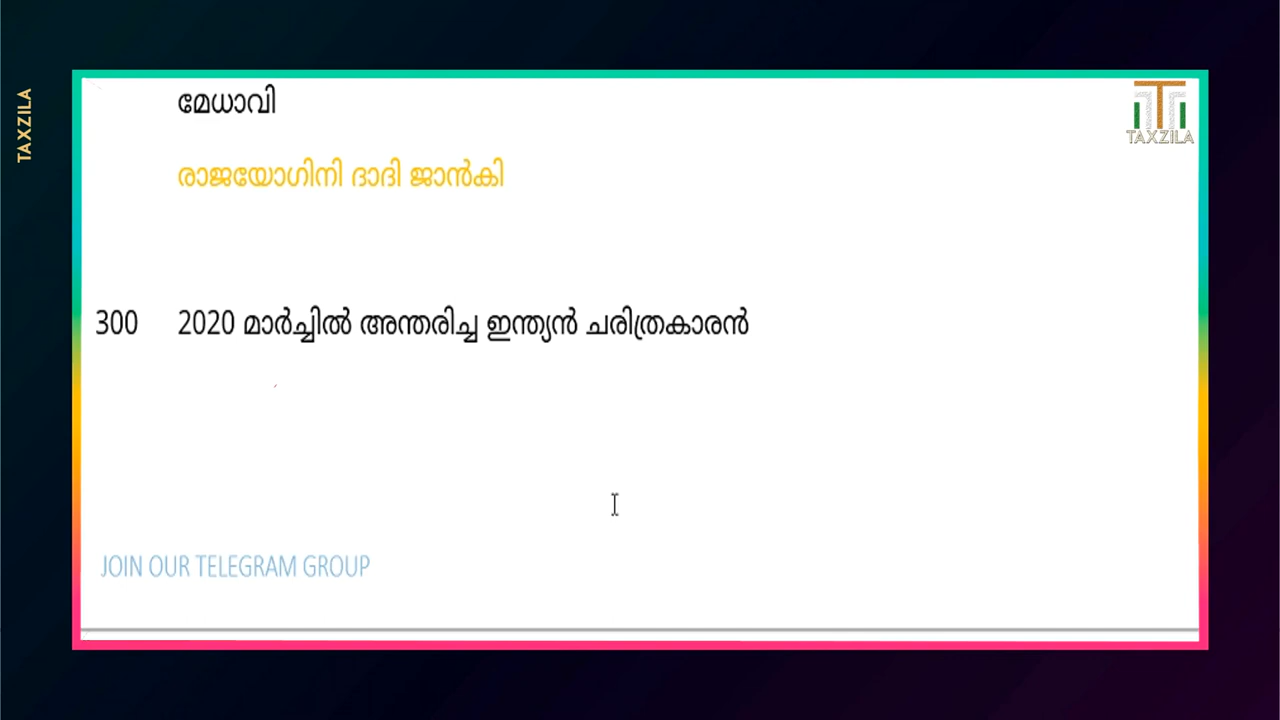 TAXZILA
TAXZILA
മേധാവി
രാജയോഗിനി ദാദി ജാൻകി
300 2020 മാർച്ചിൽ അന്തരിച്ച ഇന്ത്യൻ ചരിത്രകാരൻ
JOIN OUR TELEGRAM GROUP